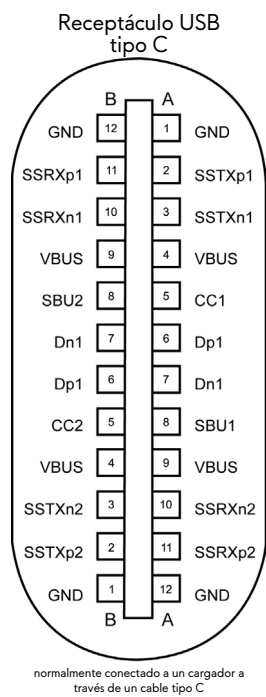 Receptáculo USB
tipo C
B A
GND 12 1 GND
SSRXp1 11 2 SSTXp1
SSRXn1 10 3 SSTXn1
VBUS 9 4 VBUS
SBU2 8 5 CC1
Dn1 7 6 Dp1
Dp1 6 7 Dn1
CC2 5 8 SBU1
VBUS 4 9 VBUS
SSTXn2 3 10 SSRXn2
SSTXp2 2 11 SSRXp2
GND 1 12 GND
B A
normalmente conectado a un cargador a
través de un cable tipo C